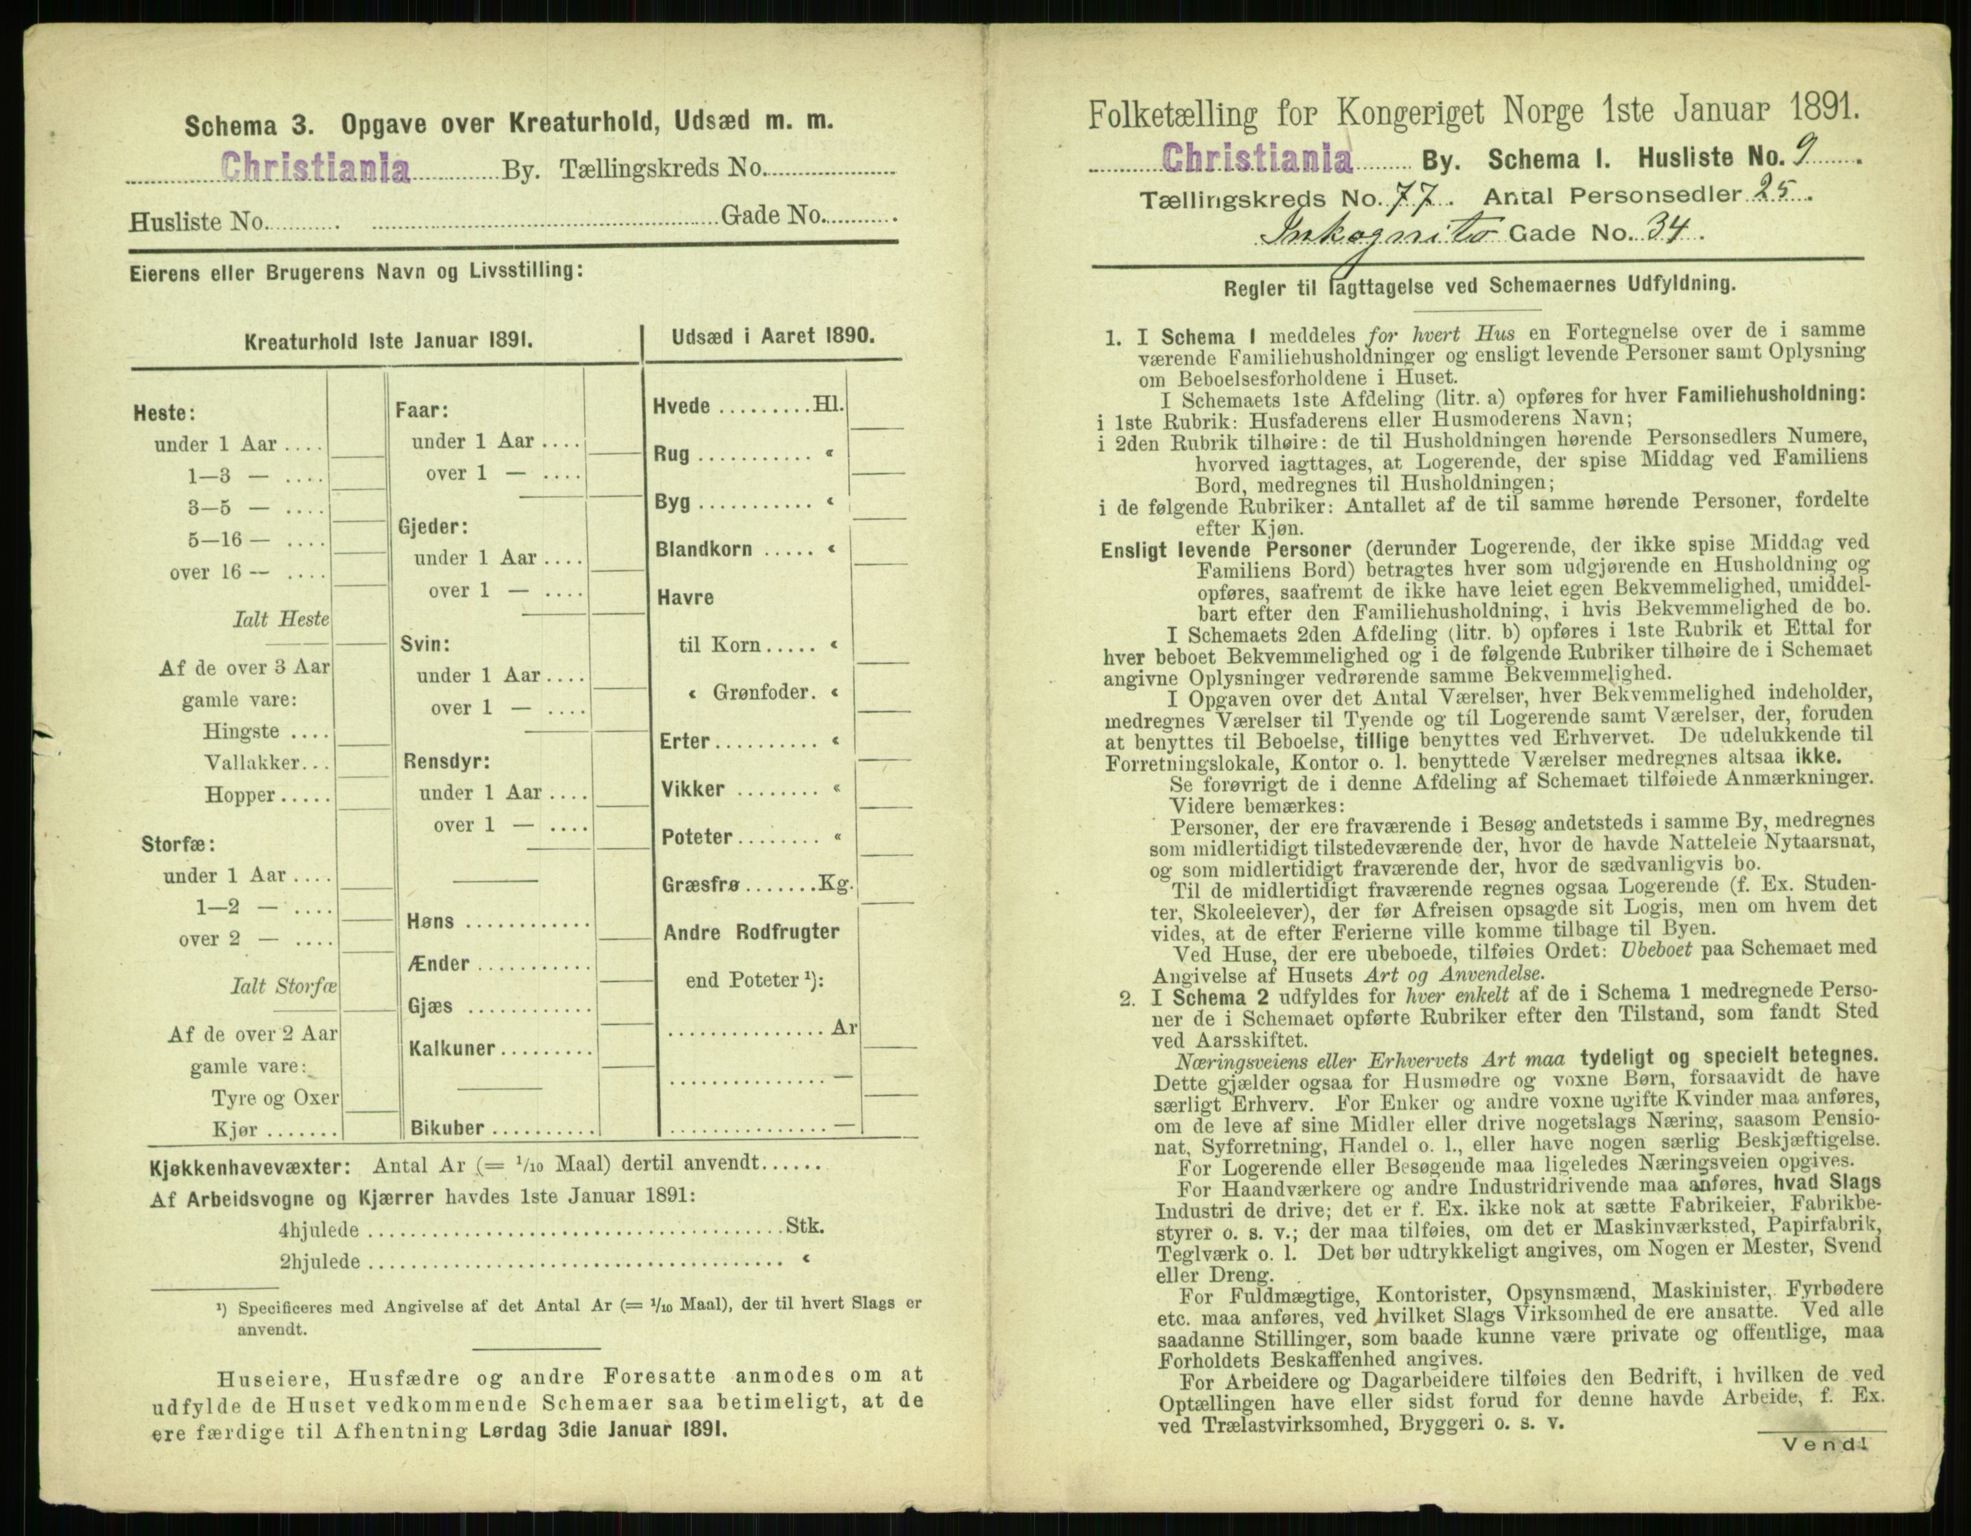 Schema 3. Opgave over Kreaturhold, Udsæd m. m.
Christiania By. Tællingskreds No.
Husliste No. Gade No.
Eierens eller Brugerens Navn og Livsstilling:
Kreaturhold 1ste Januar 1891.
Heste:
under 1 Aar ....
1—3 — ....
3—5 — ....
5—16 — ....
over 16 — ....
Ialt Heste
Af de over 3 Aar
gamle vare:
Hingste ....
Vallakker...
Hopper.....
Storfæ:
under 1 Aar ....
1—2 — ....
over 2 — ....
Ialt Storfæ
Af de over 2 Aar
gamle vare:
Tyre og Oxer
Kjør .......
Faar:
under 1 Aar ....
over 1 — ....
Gjeder:
under 1 Aar ....
over 1 — ....
Svin:
under 1 Aar ....
over 1 — ....
Rensdyr:
under 1 Aar ....
over 1 — ....
Høns ............
Ænder ...........
Gjæs ............
Kalkuner.........
Bikuber ..........
Udsæd i Aaret 1890.
Hvede .........Hl.
Rug ........... «
Byg ........... «
Blandkorn ..... «
Havre
til Korn..... «
« Grønfoder. «
Erter.......... «
Vikker ........ «
Poteter........ «
Græsfrø.......Kg.
Andre Rodfrugter
end Poteter ¹):
.............. Ar
.............. —
.............. —
Kjøkkenhavevæxter: Antal Ar (= 1/10 Maal) dertil anvendt......
Af Arbeidsvogne og Kjærrer havdes 1ste Januar 1891:
4hjulede ....................................Stk.
2hjulede .................................... «
¹) Specificeres med Angivelse af det Antal Ar (= 1/10 Maal), der til hvert Slags er
anvendt.
Huseiere, Husfædre og andre Foresatte anmodes om at
udfylde de Huset vedkommende Schemaer saa betimeligt, at de
ere færdige til Afhentning Lørdag 3die Januar 1891.
Folketælling for Kongeriget Norge 1ste Januar 1891.
Christiania By. Schema 1. Husliste No. 9.
Tællingskreds No. 77. Antal Personsedler 25.
Inkognito Gade No. 34.
Regler til Iagttagelse ved Schemaernes Udfyldning.
1. I Schema 1 meddeles for hvert Hus en Fortegnelse over de i samme
værende Familiehusholdninger og ensligt levende Personer samt Oplysning
om Beboelsesforholdene i Huset.
I Schemaets 1ste Afdeling (litr. a) opføres for hver Familiehusholdning:
i 1ste Rubrik: Husfaderens eller Husmoderens Navn;
i 2den Rubrik tilhøire: de til Husholdningen hørende Personsedlers Numere,
hvorved iagttages, at Logerende, der spise Middag ved Familiens
Bord, medregnes til Husholdningen;
i de følgende Rubriker: Antallet af de til samme hørende Personer, fordelte
efter Kjøn.
Ensligt levende Personer (derunder Logerende, der ikke spise Middag ved
Familiens Bord) betragtes hver som udgjørende en Husholdning og
opføres, saafremt de ikke have leiet egen Bekvemmelighed, umiddel-
bart efter den Familiehusholdning, i hvis Bekvemmelighed de bo.
I Schemaets 2den Afdeling (litr. b) opføres i 1ste Rubrik et Ettal for
hver beboet Bekvemmelighed og i de følgende Rubriker tilhøire de i Schemaet
angivne Oplysninger vedrørende samme Bekvemmelighed.
I Opgaven over det Antal Værelser, hver Bekvemmelighed indeholder,
medregnes Værelser til Tyende og til Logerende samt Værelser, der, foruden
at benyttes til Beboelse, tillige benyttes ved Erhvervet. De udelukkende til
Forretningslokale, Kontor o. l. benyttede Værelser medregnes altsaa ikke.
Se forøvrigt de i denne Afdeling af Schemaet tilføiede Anmærkninger.
Videre bemærkes:
Personer, der ere fraværende i Besøg andetsteds i samme By, medregnes
som midlertidigt tilstedeværende der, hvor de havde Natteleie Nytaarsnat,
og som midlertidigt fraværende der, hvor de sædvanligvis bo.
Til de midlertidigt fraværende regnes ogsaa Logerende (f. Ex. Studen-
ter, Skoleelever), der før Afreisen opsagde sit Logis, men om hvem det
vides, at de efter Ferierne ville komme tilbage til Byen.
Ved Huse, der ere ubeboede, tilføies Ordet: Ubeboet paa Schemaet med
Angivelse af Husets Art og Anvendelse.
2. I Schema 2 udfyldes for hver enkelt af de i Schema 1 medregnede Perso-
ner de i Schemaet opførte Rubriker efter den Tilstand, som fandt Sted
ved Aarsskiftet.
Næringsveiens eller Erhvervets Art maa tydeligt og specielt betegnes.
Dette gjælder ogsaa for Husmødre og voxne Børn, forsaavidt de have
særligt Erhverv. For Enker og andre voxne ugifte Kvinder maa anføres,
om de leve af sine Midler eller drive nogetslags Næring, saasom Pensio-
nat, Syforretning, Handel o. l., eller have nogen særlig Beskjæftigelse.
For Logerende eller Besøgende maa ligeledes Næringsveien opgives.
For Haandværkere og andre Industridrivende maa anføres, hvad Slags
Industri de drive; det er f. Ex. ikke nok at sætte Fabrikeier, Fabrikbe-
styrer o. s. v.; der maa tilføies, om det er Maskinværksted, Papirfabrik,
Teglværk o. l. Det bør udtrykkeligt angives, om Nogen er Mester, Svend
eller Dreng.
For Fuldmægtige, Kontorister, Opsynsmænd, Maskinister, Fyrbødere
etc. maa anføres, ved hvilket Slags Virksomhed de ere ansatte. Ved alle
saadanne Stillinger, som baade kunne være private og offentlige, maa
Forholdets Beskaffenhed angives.
For Arbeidere og Dagarbeidere tilføies den Bedrift, i hvilken de ved
Optællingen have eller sidst forud for denne havde Arbeide, f. Ex.
ved Trælastvirksomhed, Bryggeri o. s. v.
Vend!